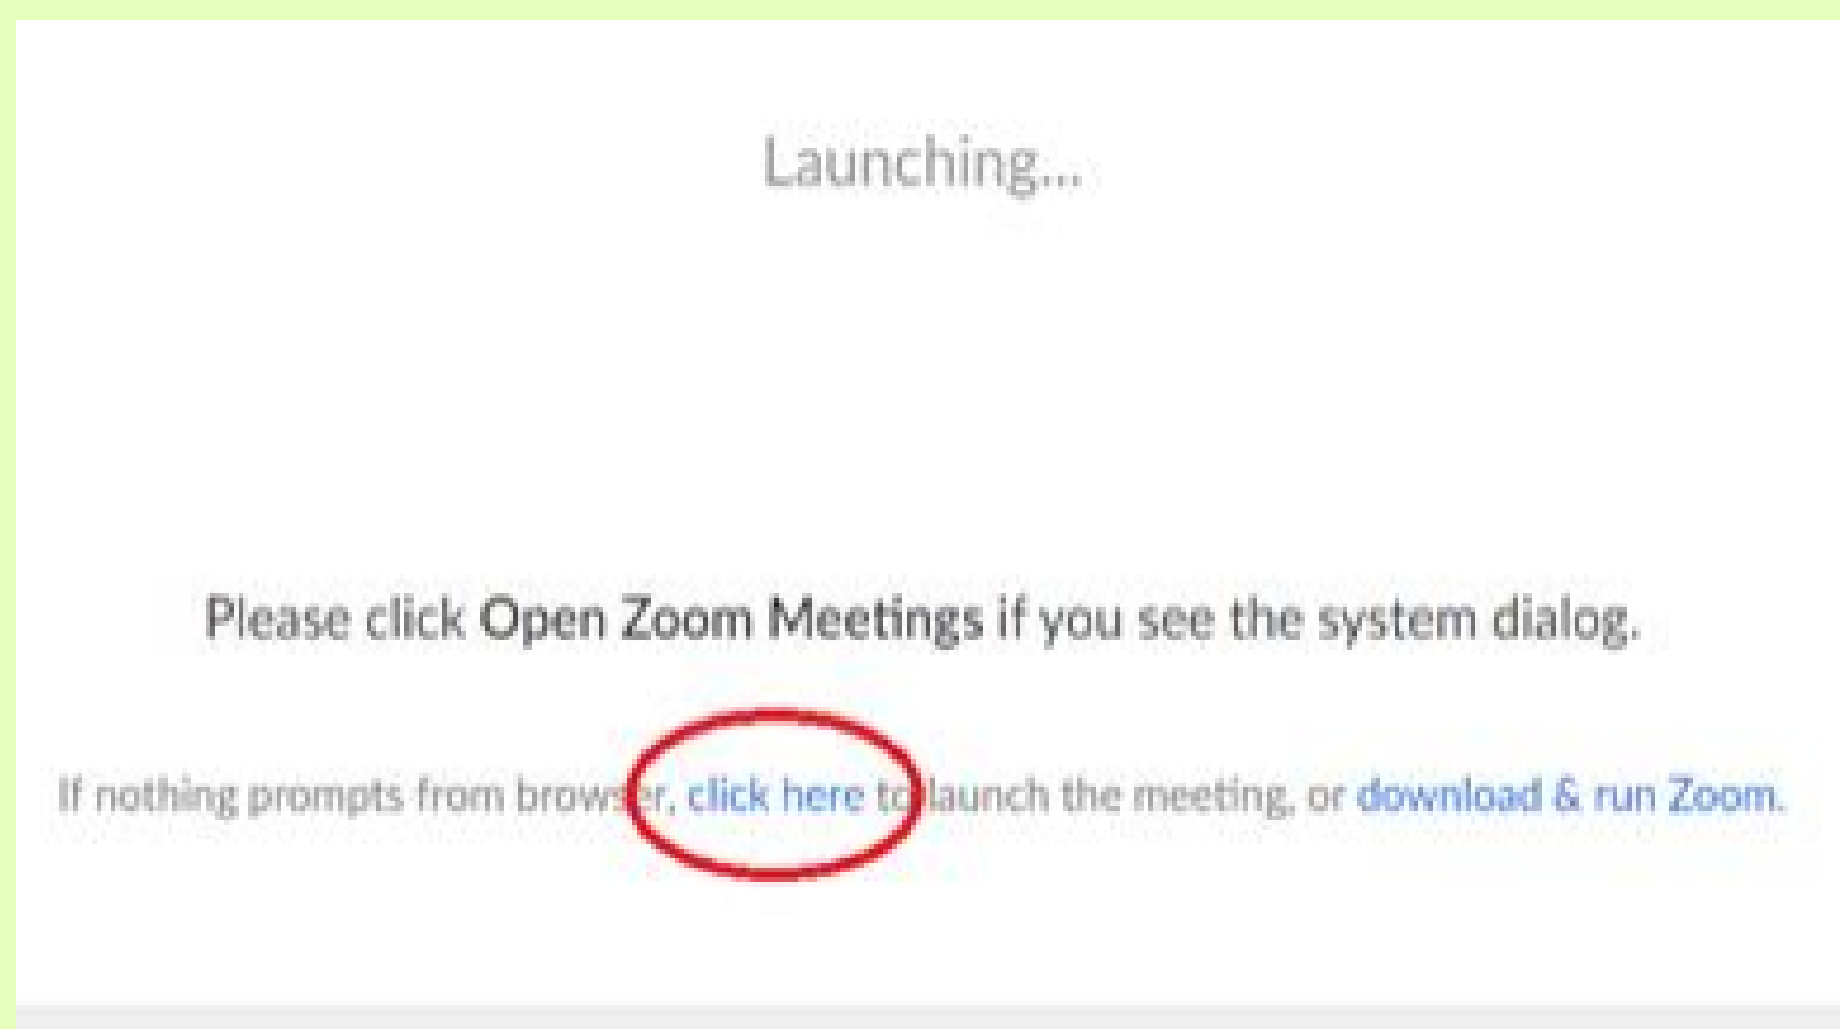 Launching...
Please click Open Zoom Meetings if you see the system dialog.
If nothing prompts from browser, click here to launch the meeting, or download & run Zoom.